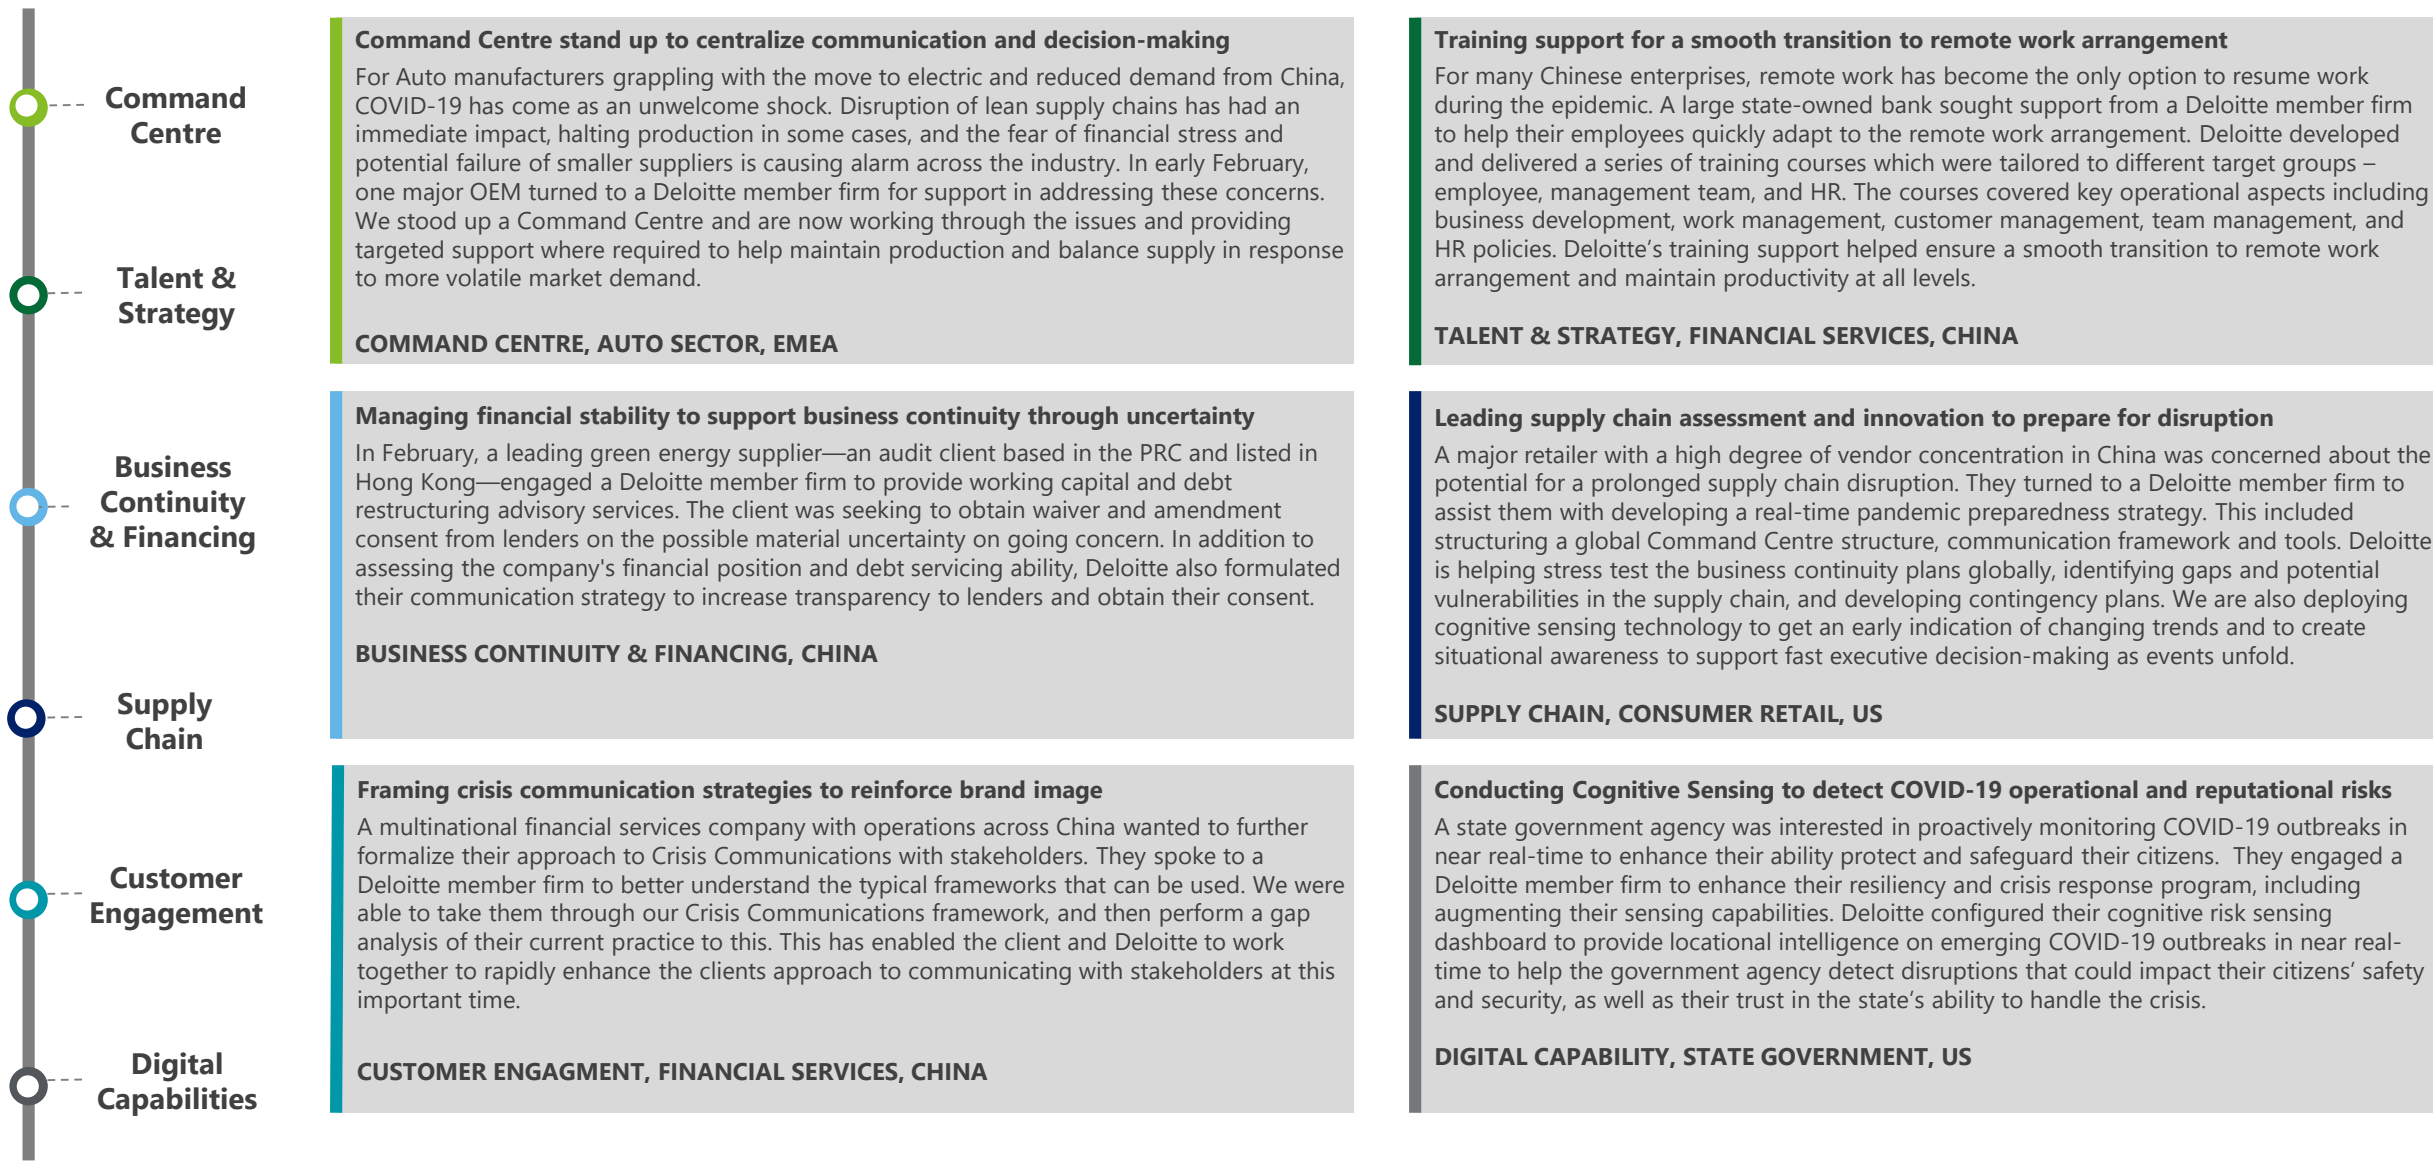 Command
Centre
Talent &
Strategy
Business
Continuity
& Financing
Supply
Chain
Customer
Engagement
Digital
Capabilities
Command Centre stand up to centralize communication and decision-making
For Auto manufacturers grappling with the move to electric and reduced demand from China,
COVID-19 has come as an unwelcome shock. Disruption of lean supply chains has had an
immediate impact, halting production in some cases, and the fear of financial stress and
potential failure of smaller suppliers is causing alarm across the industry. In early February,
one major OEM turned to a Deloitte member firm for support in addressing these concerns.
We stood up a Command Centre and are now working through the issues and providing
targeted support where required to help maintain production and balance supply in response
to more volatile market demand.
COMMAND CENTRE, AUTO SECTOR, EMEA
Training support for a smooth transition to remote work arrangement
For many Chinese enterprises, remote work has become the only option to resume work
during the epidemic. A large state-owned bank sought support from a Deloitte member firm
to help their employees quickly adapt to the remote work arrangement. Deloitte developed
and delivered a series of training courses which were tailored to different target groups –
employee, management team, and HR. The courses covered key operational aspects including
business development, work management, customer management, team management, and
HR policies. Deloitte’s training support helped ensure a smooth transition to remote work
arrangement and maintain productivity at all levels.
TALENT & STRATEGY, FINANCIAL SERVICES, CHINA
Managing financial stability to support business continuity through uncertainty
In February, a leading green energy supplier—an audit client based in the PRC and listed in
Hong Kong—engaged a Deloitte member firm to provide working capital and debt
restructuring advisory services. The client was seeking to obtain waiver and amendment
consent from lenders on the possible material uncertainty on going concern. In addition to
assessing the company's financial position and debt servicing ability, Deloitte also formulated
their communication strategy to increase transparency to lenders and obtain their consent.
BUSINESS CONTINUITY & FINANCING, CHINA
Leading supply chain assessment and innovation to prepare for disruption
A major retailer with a high degree of vendor concentration in China was concerned about the
potential for a prolonged supply chain disruption. They turned to a Deloitte member firm to
assist them with developing a real-time pandemic preparedness strategy. This included
structuring a global Command Centre structure, communication framework and tools. Deloitte
is helping stress test the business continuity plans globally, identifying gaps and potential
vulnerabilities in the supply chain, and developing contingency plans. We are also deploying
cognitive sensing technology to get an early indication of changing trends and to create
situational awareness to support fast executive decision-making as events unfold.
SUPPLY CHAIN, CONSUMER RETAIL, US
Framing crisis communication strategies to reinforce brand image
A multinational financial services company with operations across China wanted to further
formalize their approach to Crisis Communications with stakeholders. They spoke to a
Deloitte member firm to better understand the typical frameworks that can be used. We were
able to take them through our Crisis Communications framework, and then perform a gap
analysis of their current practice to this. This has enabled the client and Deloitte to work
together to rapidly enhance the clients approach to communicating with stakeholders at this
important time.
CUSTOMER ENGAGMENT, FINANCIAL SERVICES, CHINA
Conducting Cognitive Sensing to detect COVID-19 operational and reputational risks
A state government agency was interested in proactively monitoring COVID-19 outbreaks in
near real-time to enhance their ability protect and safeguard their citizens. They engaged a
Deloitte member firm to enhance their resiliency and crisis response program, including
augmenting their sensing capabilities. Deloitte configured their cognitive risk sensing
dashboard to provide locational intelligence on emerging COVID-19 outbreaks in near real-
time to help the government agency detect disruptions that could impact their citizens’ safety
and security, as well as their trust in the state’s ability to handle the crisis.
DIGITAL CAPABILITY, STATE GOVERNMENT, US